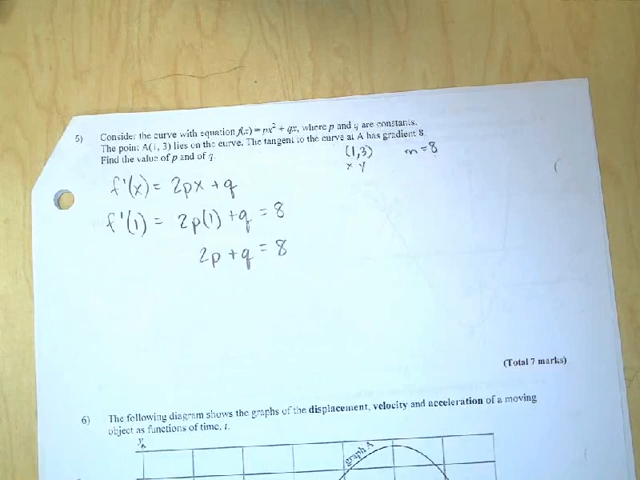 5) Consider the curve with equation f(x) = px² + qx, where p and q are constants.
The point A(1, 3) lies on the curve. The tangent to the curve at A has gradient 8.
Find the value of p and of q.
(1,3) m = 8
x y
f'(x) = 2px + q
f'(1) = 2p(1) + q = 8
2p + q = 8
(Total 7 marks)
6) The following diagram shows the graphs of the displacement, velocity and acceleration of a moving
object as functions of time, t.
y
graph A